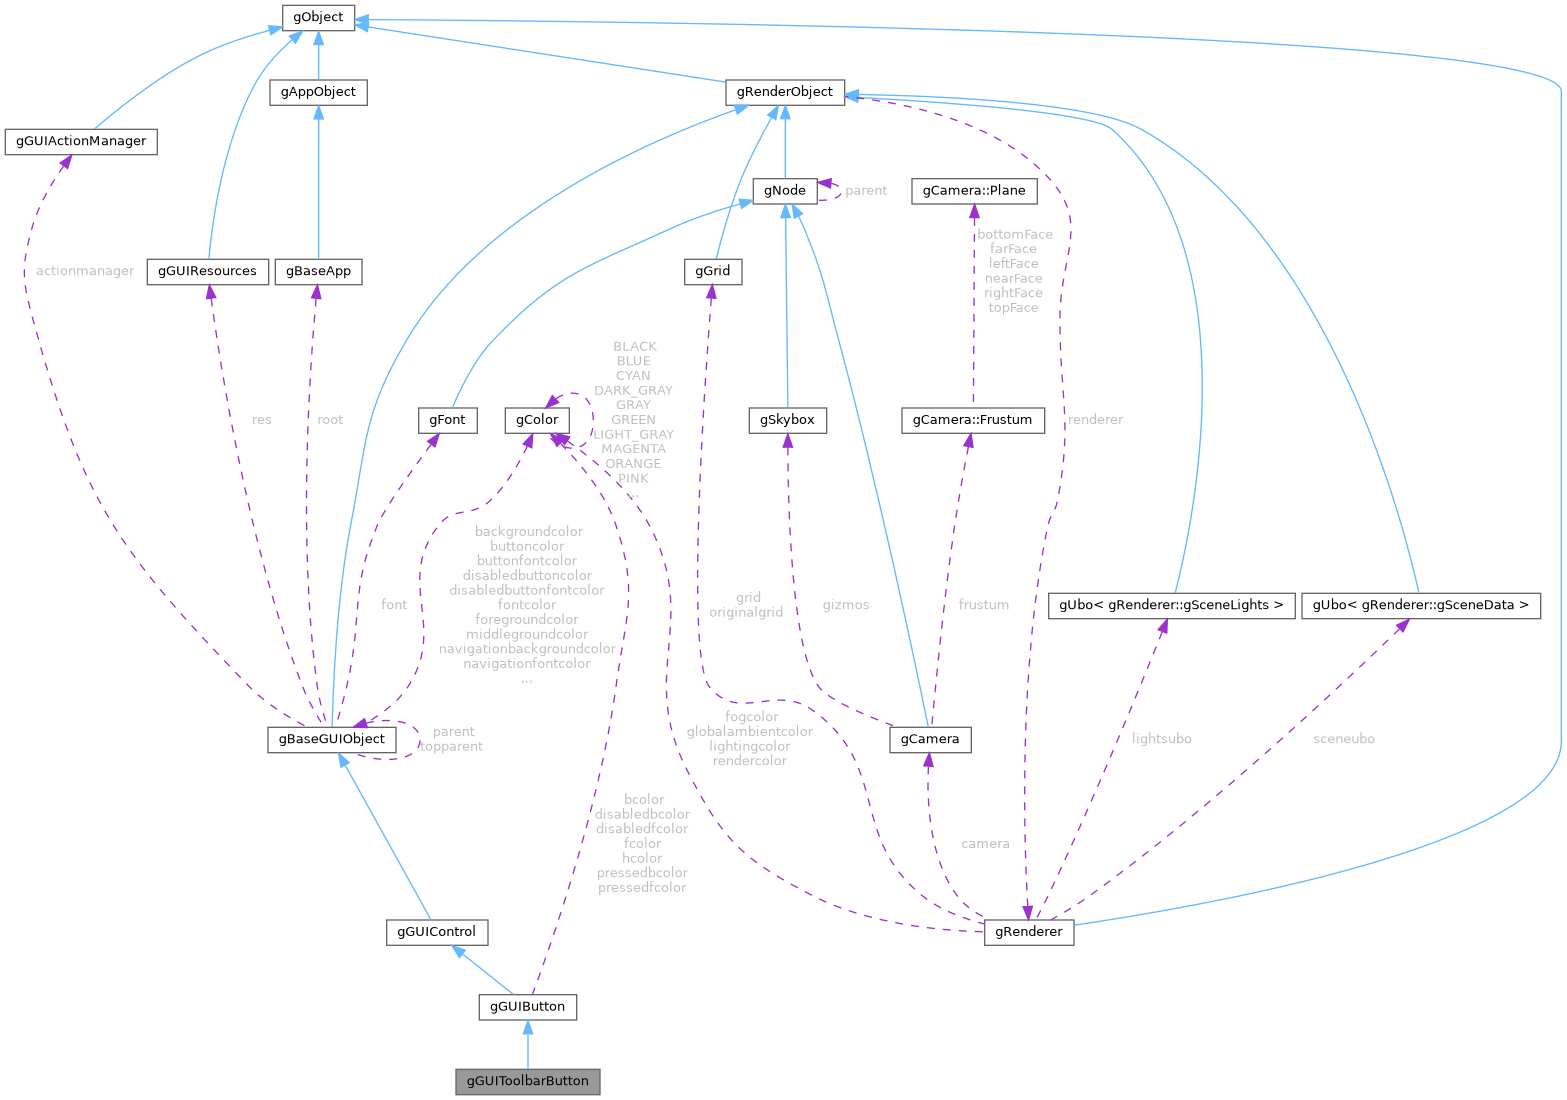 gObject
gAppObject
gRenderObject
gGUIActionManager
gNode
parent
gCamera::Plane
bottomFace
farFace
leftFace
nearFace
rightFace
topFace
actionmanager
gGUIResources
gBaseApp
gGrid
BLACK
BLUE
CYAN
DARK_GRAY
GRAY
GREEN
LIGHT_GRAY
MAGENTA
ORANGE
PINK
...
res
root
gFont
gColor
gSkybox
gCamera::Frustum
renderer
backgroundcolor
buttoncolor
buttonfontcolor
disabledbuttoncolor
disabledbuttonfontcolor
fontcolor
foregroundcolor
middlegroundcolor
navigationbackgroundcolor
navigationfontcolor
...
font
grid
originalgrid
gizmos
frustum
gUbo< gRenderer::gSceneLights >
gUbo< gRenderer::gSceneData >
gBaseGUIObject
parent
topparent
fogcolor
globalambientcolor
lightingcolor
rendercolor
gCamera
lightsubo
sceneubo
bcolor
disabledbcolor
disabledfcolor
fcolor
hcolor
pressedbcolor
pressedfcolor
camera
gGUIControl
gRenderer
gGUIButton
gGUIToolbarButton